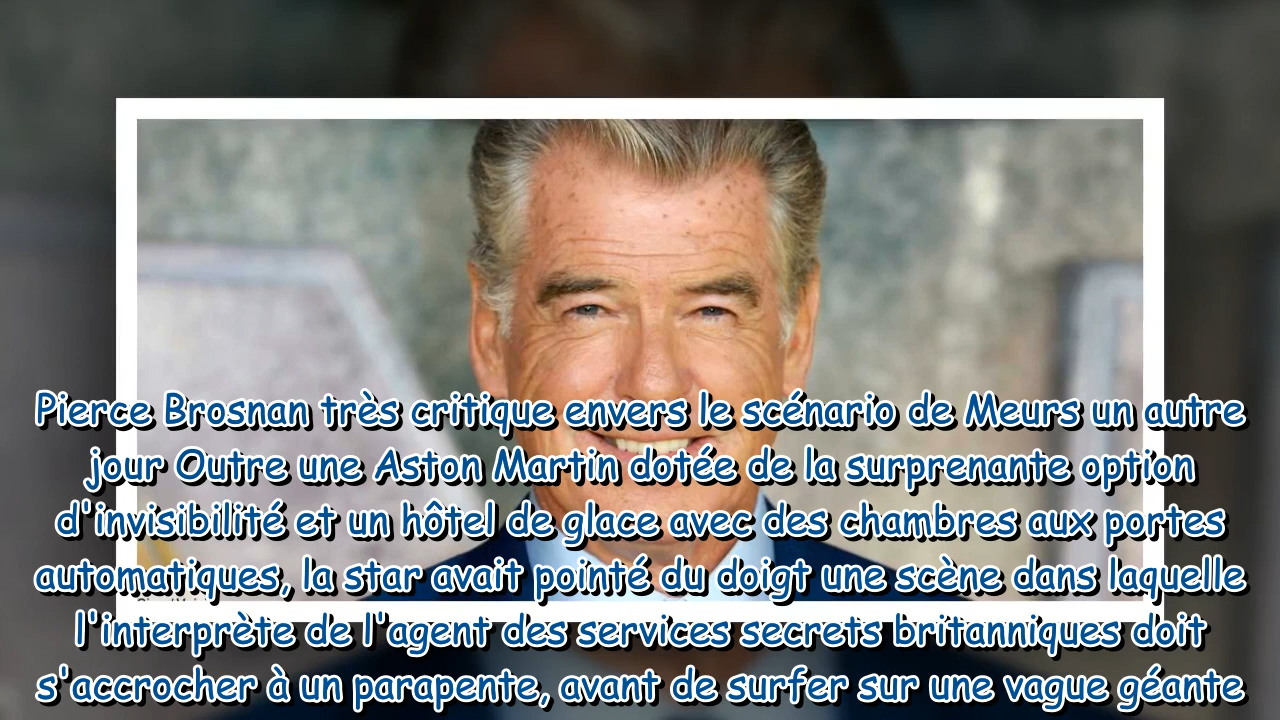 Pierce Brosnan très critique envers le scénario de Meurs un autre
jour Outre une Aston Martin dotée de la surprenante option
d'invisibilité et un hôtel de glace avec des chambres aux portes
automatiques, la star avait pointé du doigt une scène dans laquelle
l'interprète de l'agent des services secrets britanniques doit
s'accrocher à un parapente, avant de surfer sur une vague géante